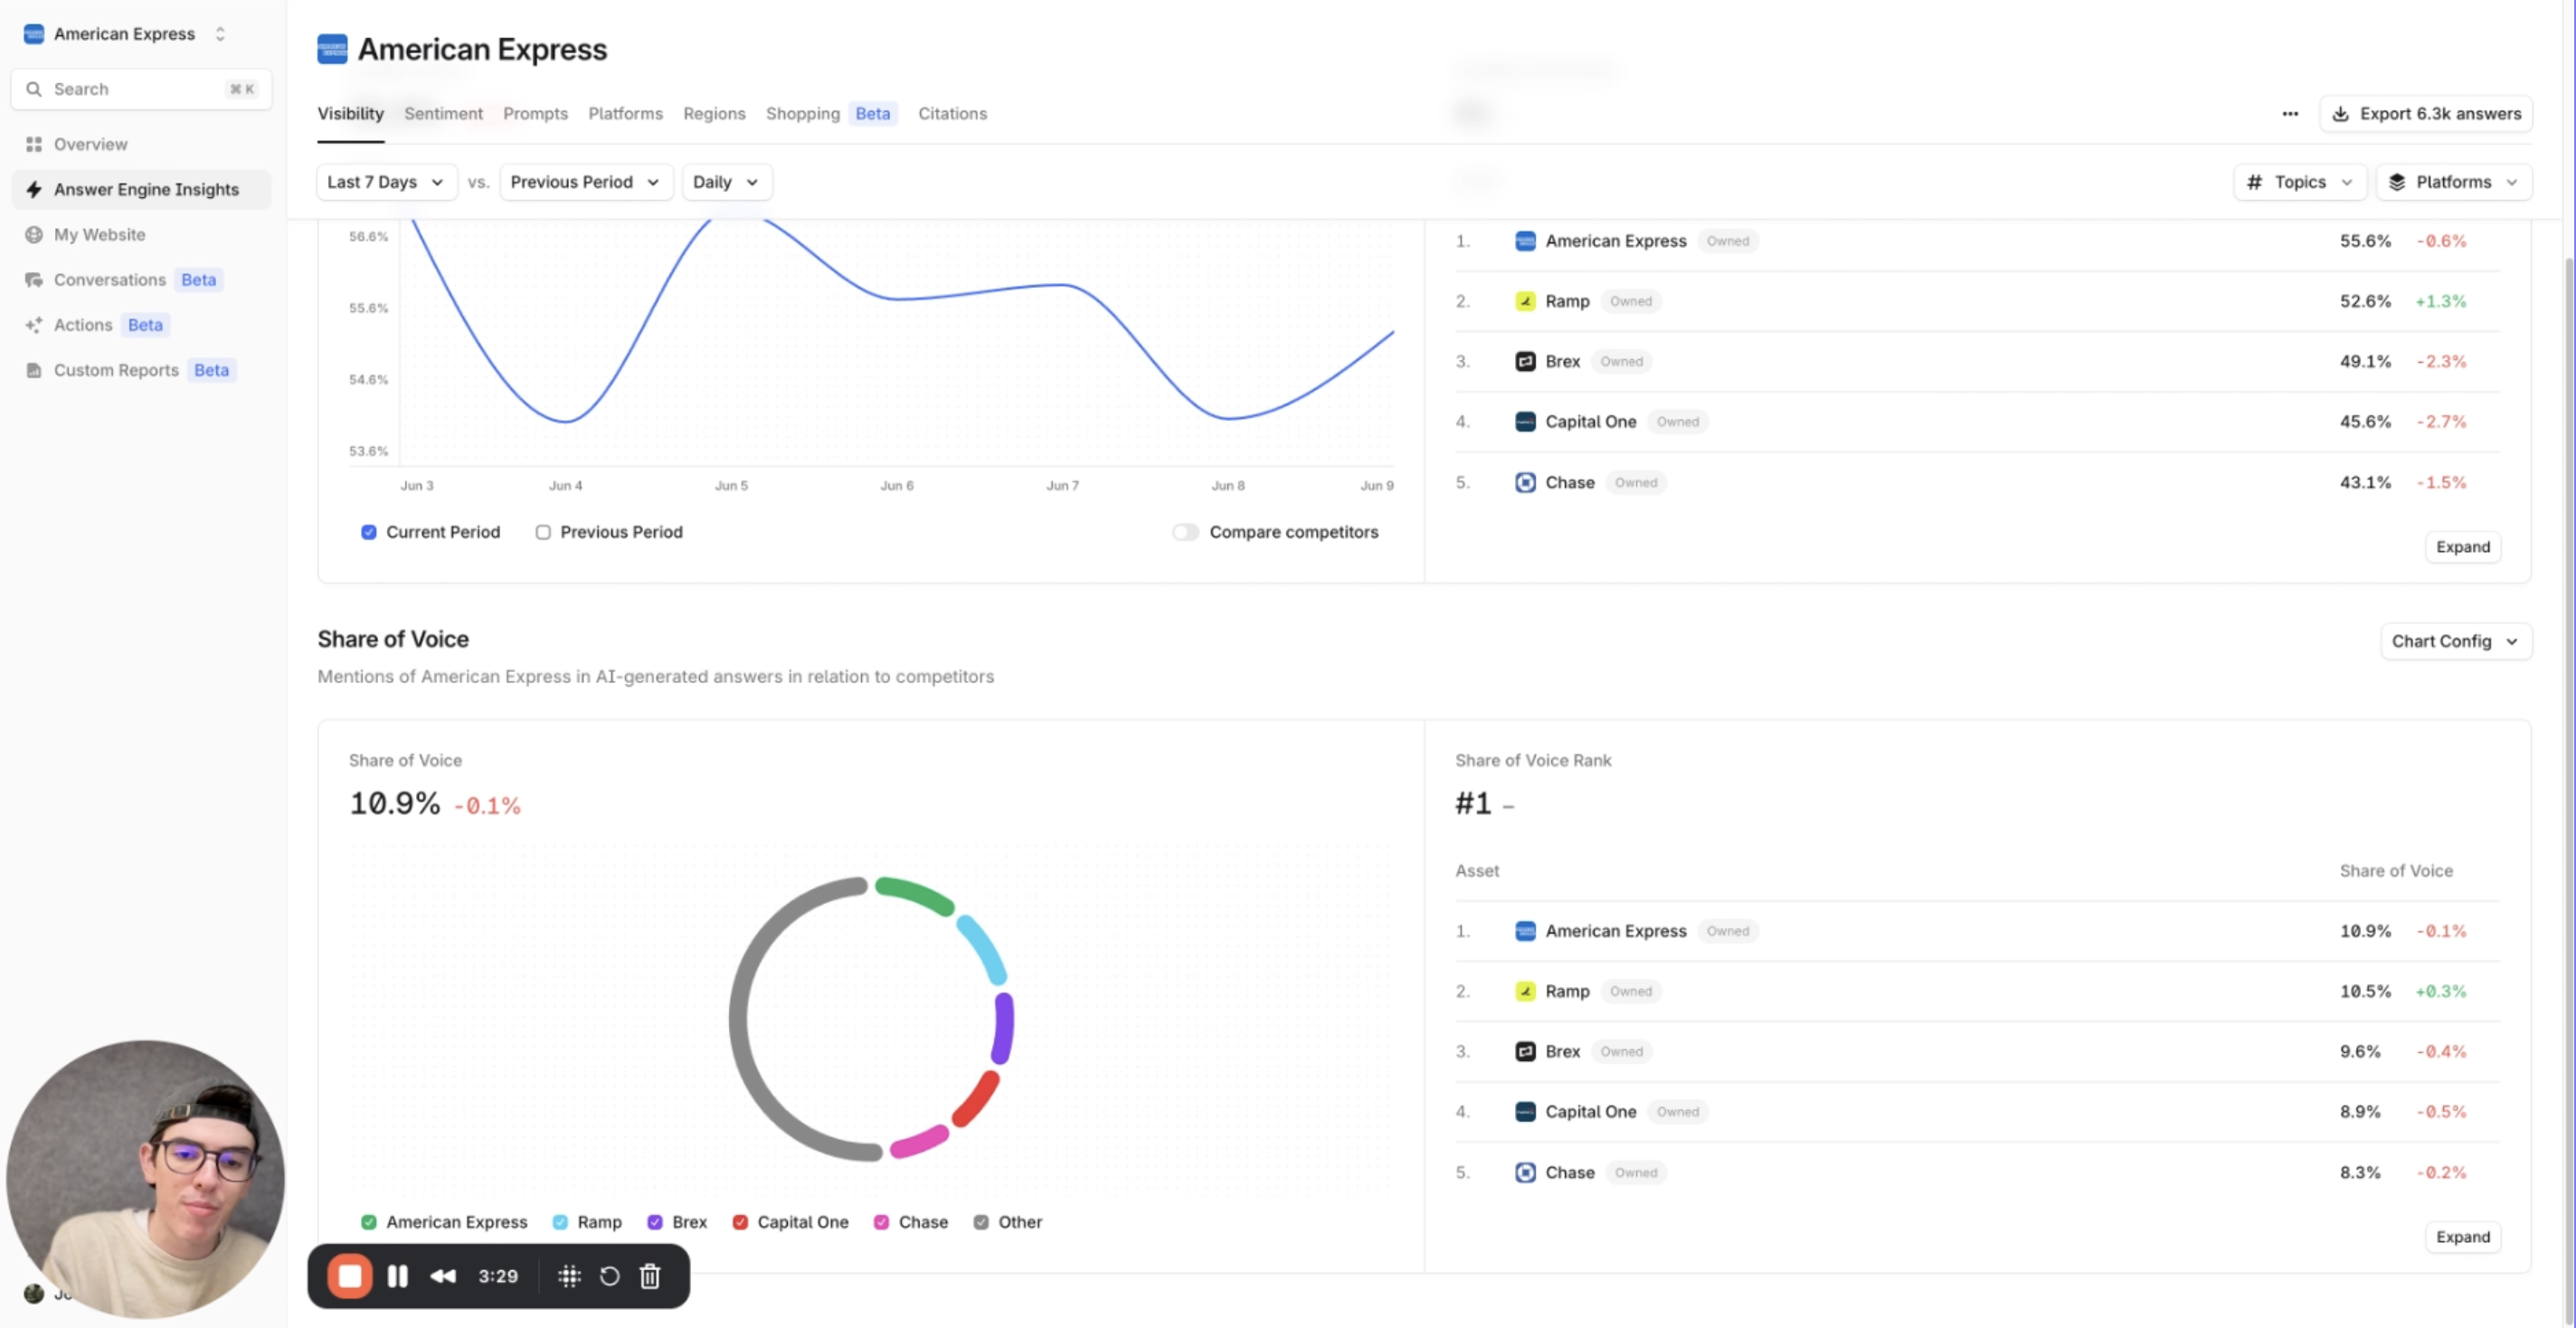 American Express
Search ⌘ K
Overview
Answer Engine Insights
My Website
Conversations Beta
Actions Beta
Custom Reports Beta
American Express
Visibility Sentiment Prompts Platforms Regions Shopping Beta Citations
Export 6.3k answers
Last 7 Days vs. Previous Period Daily
# Topics Platforms
56.6%
55.6%
54.6%
53.6%
Jun 3 Jun 4 Jun 5 Jun 6 Jun 7 Jun 8 Jun 9
Current Period Previous Period Compare competitors
1. American Express Owned 55.6% -0.6%
2. Ramp Owned 52.6% +1.3%
3. Brex Owned 49.1% -2.3%
4. Capital One Owned 45.6% -2.7%
5. Chase Owned 43.1% -1.5%
Expand
Share of Voice
Mentions of American Express in AI-generated answers in relation to competitors
Chart Config
Share of Voice
10.9% -0.1%
American Express Ramp Brex Capital One Chase Other
Share of Voice Rank
#1 –
Asset Share of Voice
1. American Express Owned 10.9% -0.1%
2. Ramp Owned 10.5% +0.3%
3. Brex Owned 9.6% -0.4%
4. Capital One Owned 8.9% -0.5%
5. Chase Owned 8.3% -0.2%
Expand
3:29